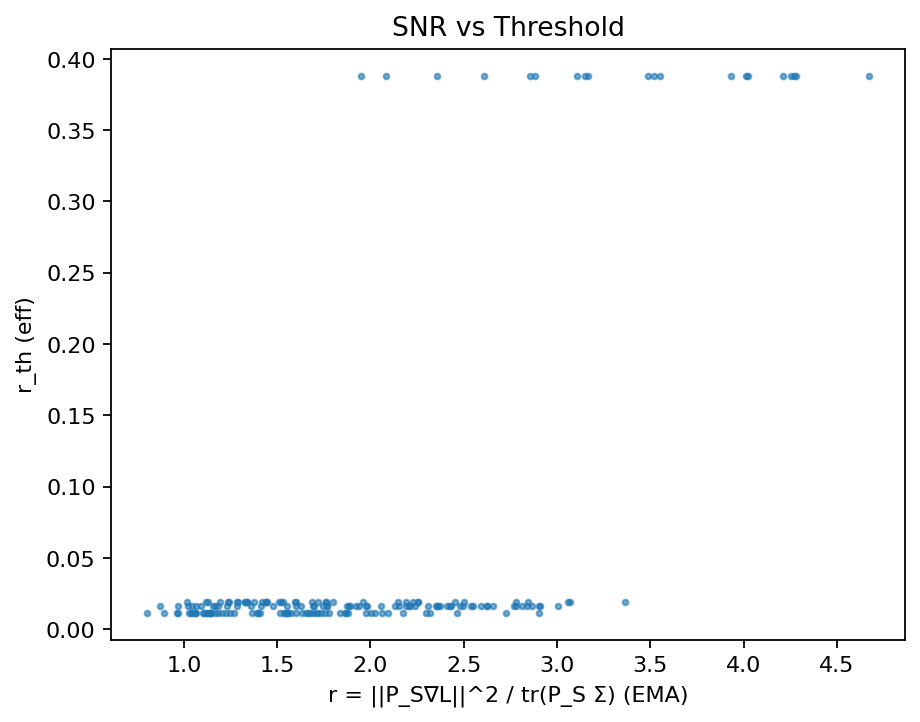 SNR vs Threshold
0.40
0.35
0.30
0.25
0.20
0.15
0.10
0.05
0.00
r_th (eff)
1.0 1.5 2.0 2.5 3.0 3.5 4.0 4.5
r = ||P_S∇L||^2 / tr(P_S Σ) (EMA)